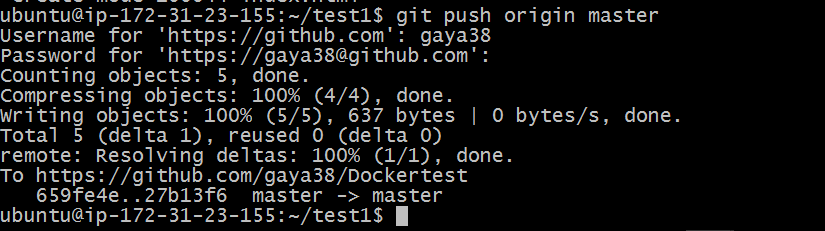 ubuntu@ip-172-31-23-155:~/test1$ git push origin master
Username for 'https://github.com': gaya38
Password for 'https://gaya38@github.com':
Counting objects: 5, done.
Compressing objects: 100% (4/4), done.
Writing objects: 100% (5/5), 637 bytes | 0 bytes/s, done.
Total 5 (delta 1), reused 0 (delta 0)
remote: Resolving deltas: 100% (1/1), done.
To https://github.com/gaya38/Dockertest
   659fe4e..27b13f6  master -> master
ubuntu@ip-172-31-23-155:~/test1$